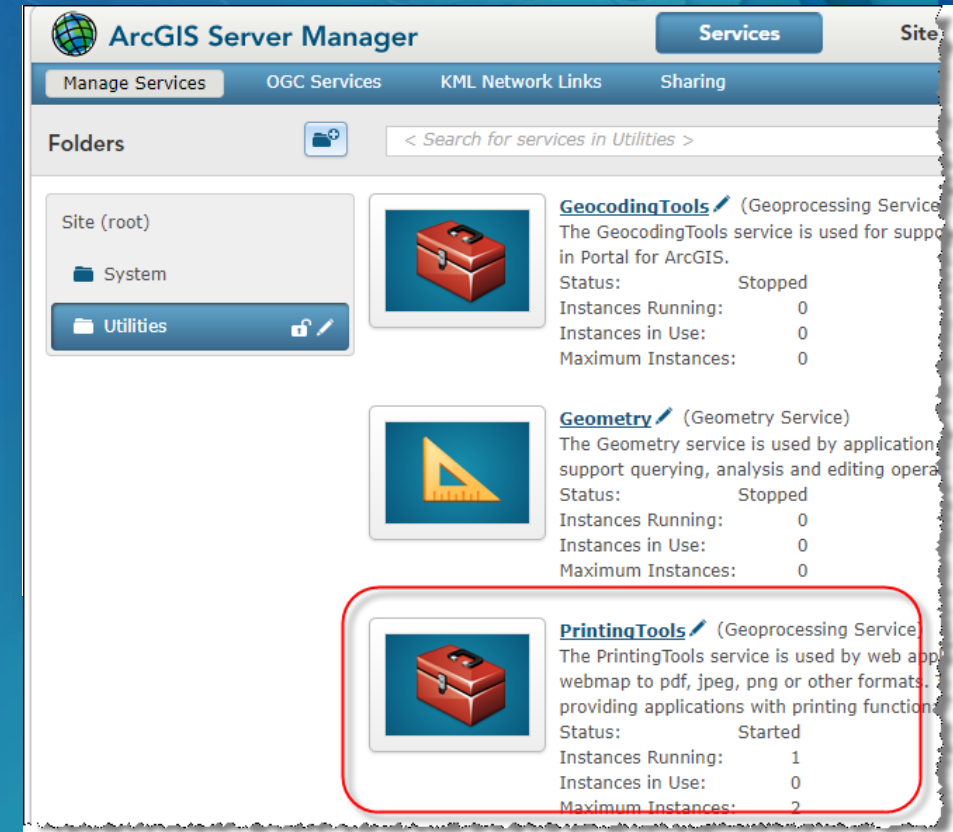 ArcGIS Server Manager
Services
Site
Manage Services
OGC Services
KML Network Links
Sharing
Folders
< Search for services in Utilities >
Site (root)
System
Utilities
GeocodingTools (Geoprocessing Service
The GeocodingTools service is used for
in Portal for ArcGIS.
Status: Stopped
Instances Running: 0
Instances in Use: 0
Maximum Instances: 0
Geometry (Geometry Service)
The Geometry service is used by application
support querying, analysis and editing
Status: Stopped
Instances Running: 0
Instances in Use: 0
Maximum Instances: 0
PrintingTools (Geoprocessing Service)
The PrintingTools service is used by web
webmap to pdf, jpeg, png or other formats.
providing applications with printing
Status: Started
Instances Running: 1
Instances in Use: 0
Maximum Instances: 2